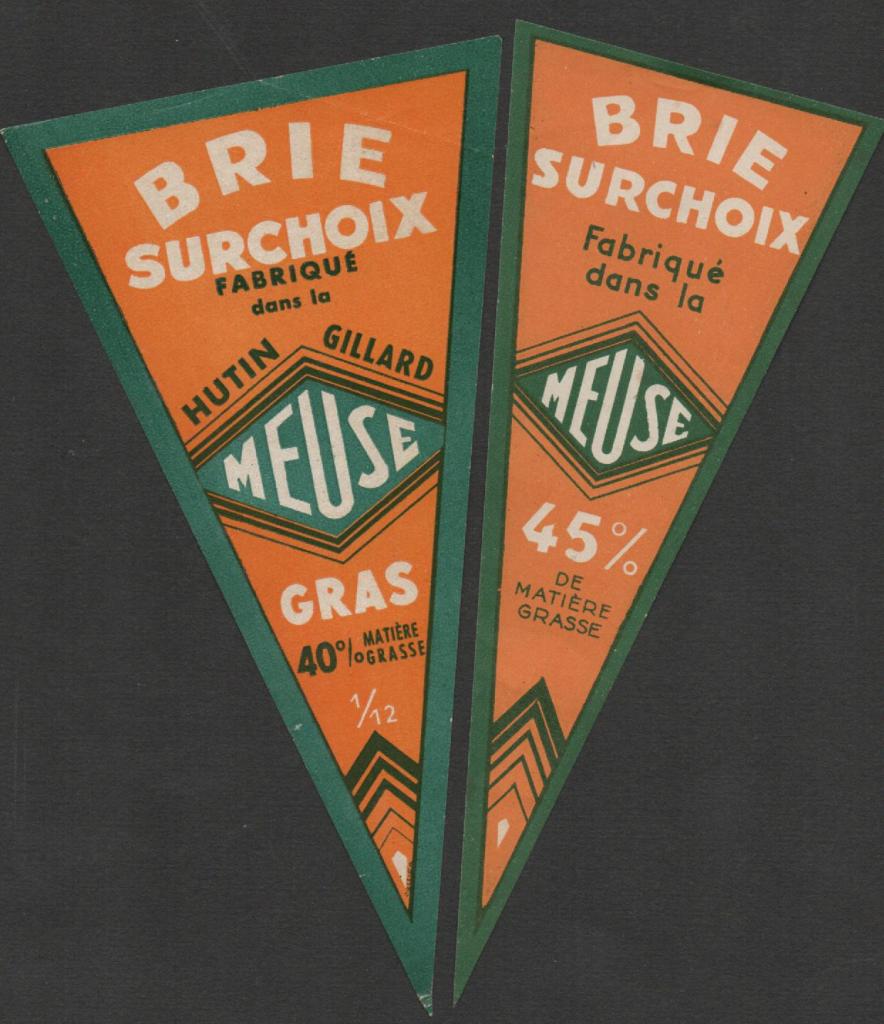 BRIE
SURCHOIX
FABRIQUÉ
dans la
HUTIN GILLARD
MEUSE
GRAS
40% MATIÈRE GRASSE
1/12
BRIE
SURCHOIX
Fabriqué
dans la
MEUSE
45%
DE
MATIÈRE
GRASSE